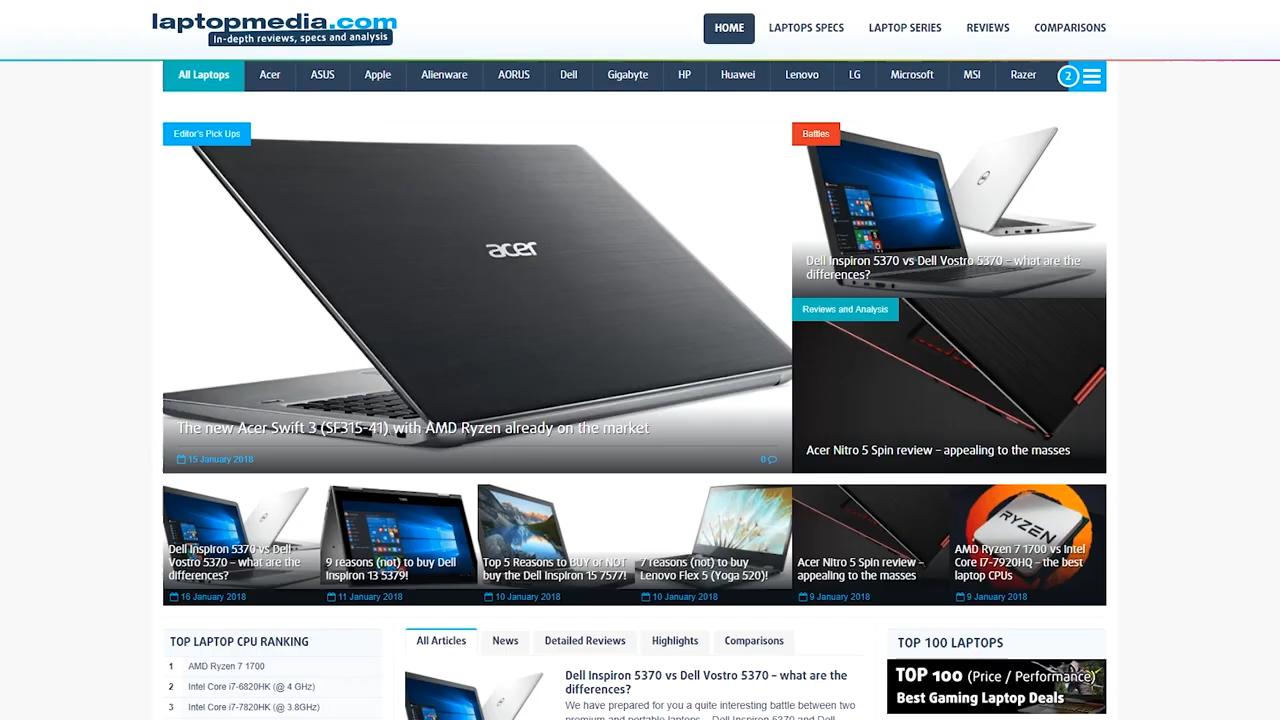 laptopmedia.com
In-depth reviews, specs and analysis
HOME
LAPTOPS SPECS
LAPTOP SERIES
REVIEWS
COMPARISONS
All Laptops
Acer
ASUS
Apple
Alienware
AORUS
Dell
Gigabyte
HP
Huawei
Lenovo
LG
Microsoft
MSI
Razer
2
Editor's Pick Ups
acer
The new Acer Swift 3 (SF315-41) with AMD Ryzen already on the market
15 January 2018
0
Battles
Dell Inspiron 5370 vs Dell Vostro 5370 – what are the
differences?
Reviews and Analysis
Acer Nitro 5 Spin review – appealing to the masses
Dell Inspiron 5370 vs Dell
Vostro 5370 – what are the
differences?
16 January 2018
9 reasons (not) to buy Dell
Inspiron 13 5379!
11 January 2018
Top 5 Reasons to BUY or NOT
buy the Dell Inspiron 15 7577!
10 January 2018
7 reasons (not) to buy
Lenovo Flex 5 (Yoga 520)!
10 January 2018
Acer Nitro 5 Spin review –
appealing to the masses
9 January 2018
RYZEN
AMD Ryzen 7 1700 vs Intel
Core i7-7920HQ – the best
laptop CPUs
9 January 2018
TOP LAPTOP CPU RANKING
1 AMD Ryzen 7 1700
2 Intel Core i7-6820HK (@ 4 GHz)
3 Intel Core i7-7820HK (@ 3.8GHz)
All Articles
News
Detailed Reviews
Highlights
Comparisons
Dell Inspiron 5370 vs Dell Vostro 5370 – what are the
differences?
We have prepared for you a quite interesting battle between two
premium and portable laptops – Dell Inspiron 5370 and Dell
TOP 100 LAPTOPS
TOP 100 (Price / Performance)
Best Gaming Laptop Deals